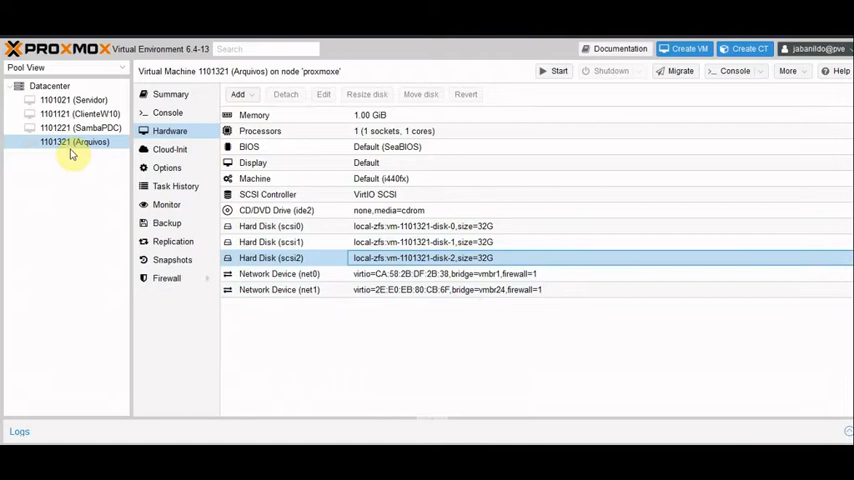 PROXMOX Virtual Environment 6.4-13 Search Documentation Create VM Create CT jabanildo@pve
Pool View
Virtual Machine 1101321 (Arquivos) on node 'proxmoxe' Start Shutdown Migrate Console More Help
Datacenter
1101021 (Servidor)
1101121 (ClienteW10)
1101221 (SambaPDC)
1101321 (Arquivos)
Summary
Console
Hardware
Cloud-Init
Options
Task History
Monitor
Backup
Replication
Snapshots
Firewall
Add Detach Edit Resize disk Move disk Revert
Memory 1.00 GiB
Processors 1 (1 sockets, 1 cores)
BIOS Default (SeaBIOS)
Display Default
Machine Default (i440fx)
SCSI Controller VirtIO SCSI
CD/DVD Drive (ide2) none,media=cdrom
Hard Disk (scsi0) local-zfs:vm-1101321-disk-0,size=32G
Hard Disk (scsi1) local-zfs:vm-1101321-disk-1,size=32G
Hard Disk (scsi2) local-zfs:vm-1101321-disk-2,size=32G
Network Device (net0) virtio=CA:58:2B:DF:2B:38,bridge=vmbr1,firewall=1
Network Device (net1) virtio=2E:E0:EB:80:CB:6F,bridge=vmbr24,firewall=1
Logs